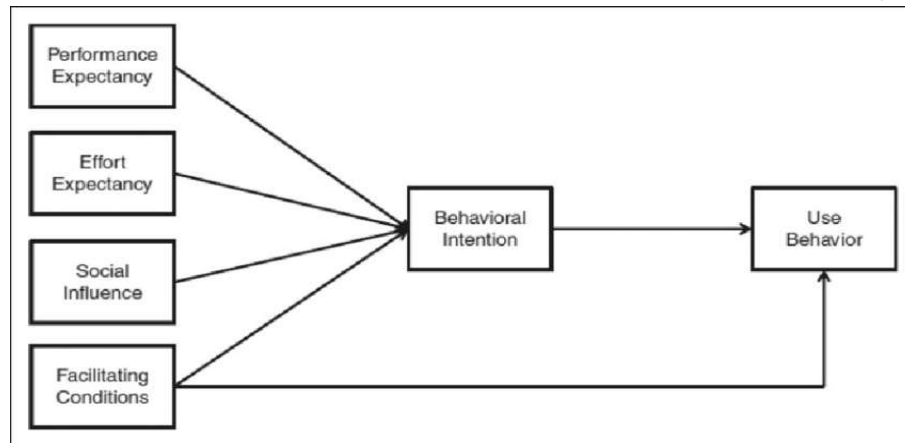 Performance
Expectancy
Effort
Expectancy
Social
Influence
Facilitating
Conditions
Behavioral
Intention
Use
Behavior